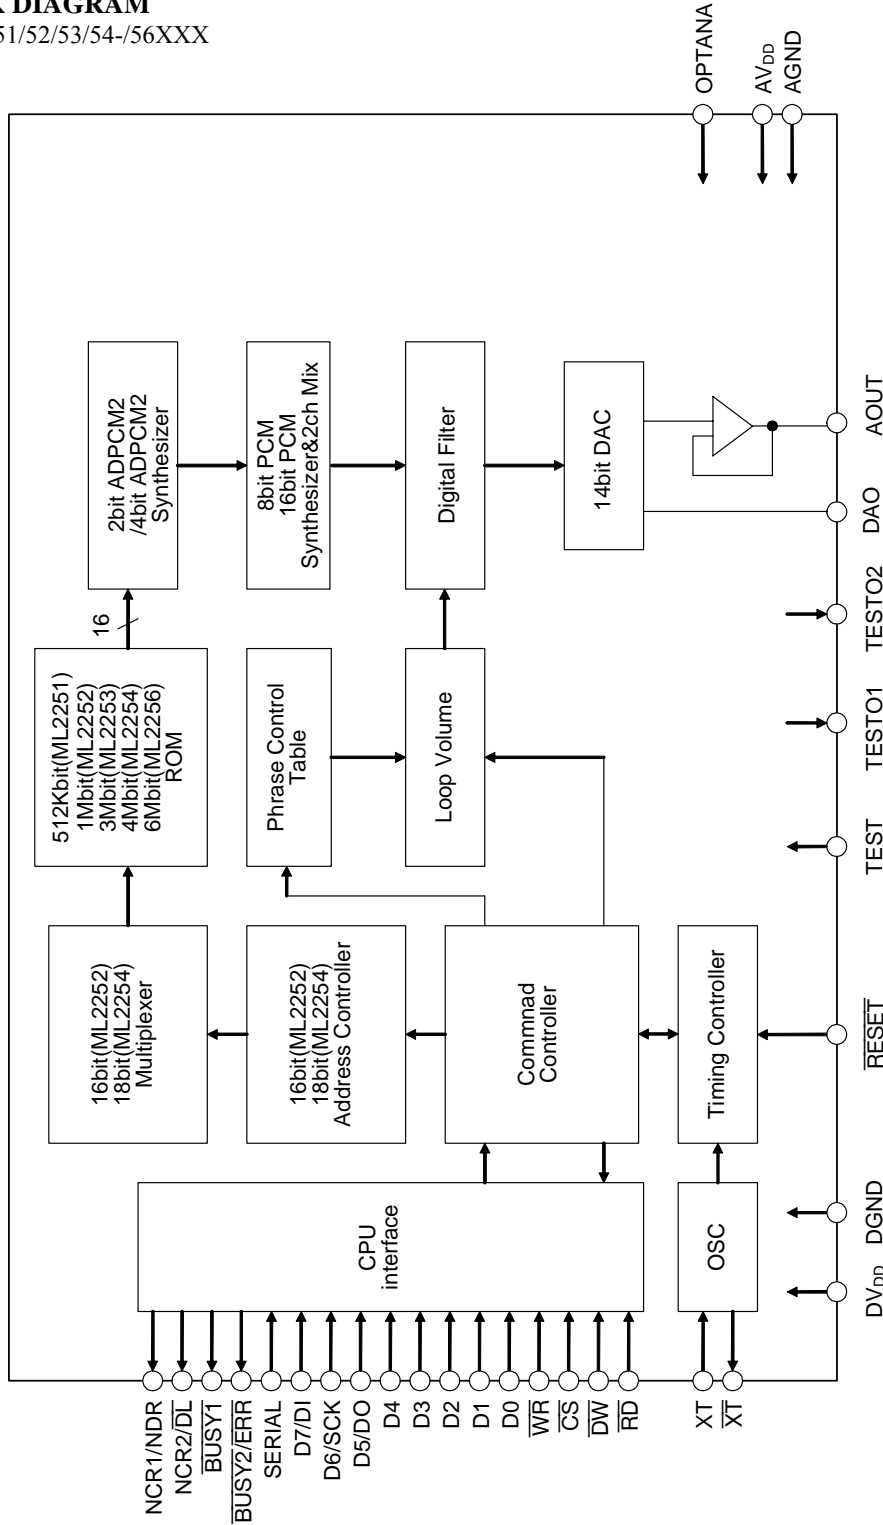 DIAGRAM
51/52/53/54-/56XXX
OPTANA
AVDD
AGND
2bit ADPCM2
/4bit ADPCM2
Synthesizer
8bit PCM
16bit PCM
Synthesizer&2ch Mix
Digital Filter
14bit DAC
AOUT
DAO
16
512Kbit(ML2251)
1Mbit(ML2252)
3Mbit(ML2253)
4Mbit(ML2254)
6Mbit(ML2256)
ROM
Phrase Control
Table
Loop Volume
TESTO2
TESTO1
TEST
16bit(ML2252)
18bit(ML2254)
Multiplexer
16bit(ML2252)
18bit(ML2254)
Address Controller
Commnad
Controller
Timing Controller
RESET
CPU
interface
OSC
DGND
DVDD
NCR1/NDR
NCR2/DL
BUSY1
BUSY2/ERR
SERIAL
D7/DI
D6/SCK
D5/DO
D4
D3
D2
D1
D0
WR
CS
DW
RD
XT
XT